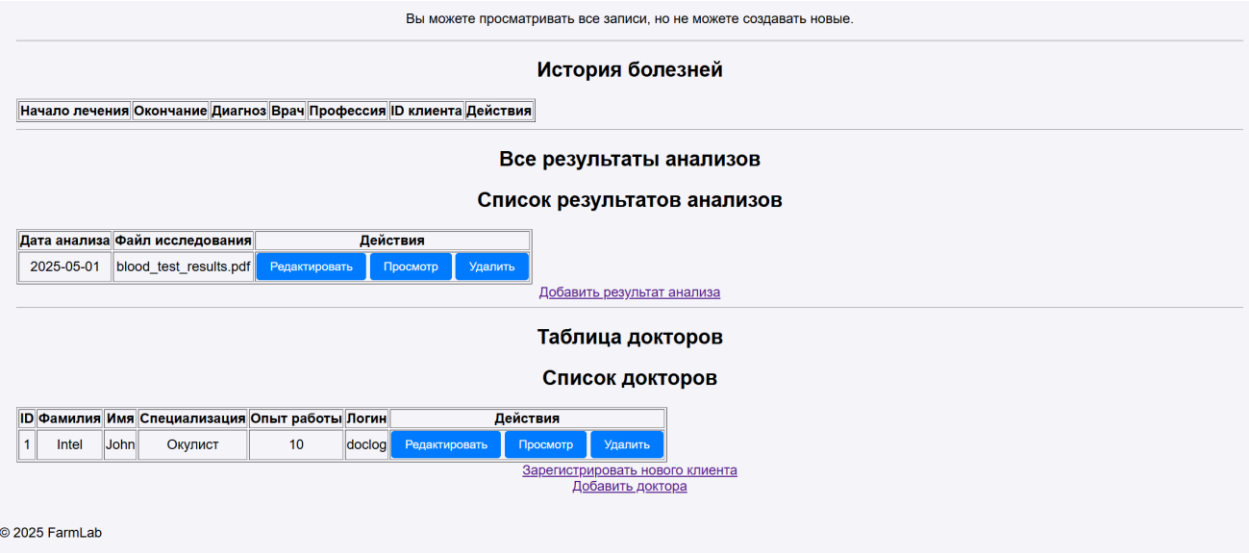 Вы можете просматривать все записи, но не можете создавать новые.
История болезней
Начало лечения Окончание Диагноз Врач Профессия ID клиента Действия
Все результаты анализов
Список результатов анализов
Дата анализа Файл исследования Действия
2025-05-01 blood_test_results.pdf Редактировать Просмотр Удалить
Добавить результат анализа
Таблица докторов
Список докторов
ID Фамилия Имя Специализация Опыт работы Логин Действия
1 Intel John Окулист 10 doclog Редактировать Просмотр Удалить
Зарегистрировать нового клиента
Добавить доктора
© 2025 FarmLab